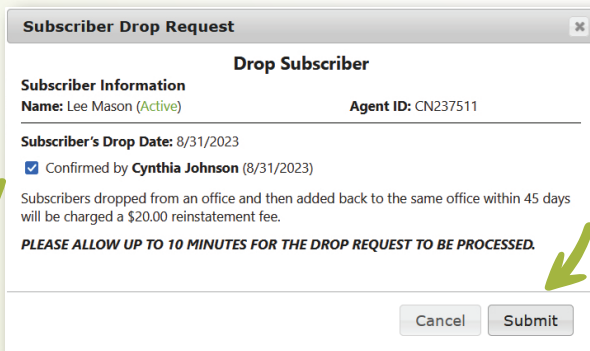 Subscriber Drop Request
Drop Subscriber
Subscriber Information
Name: Lee Mason (Active) Agent ID: CN237511
Subscriber's Drop Date: 8/31/2023
Confirmed by Cynthia Johnson (8/31/2023)
Subscribers dropped from an office and then added back to the same office within 45 days
will be charged a $20.00 reinstatement fee.
PLEASE ALLOW UP TO 10 MINUTES FOR THE DROP REQUEST TO BE PROCESSED.
Cancel Submit